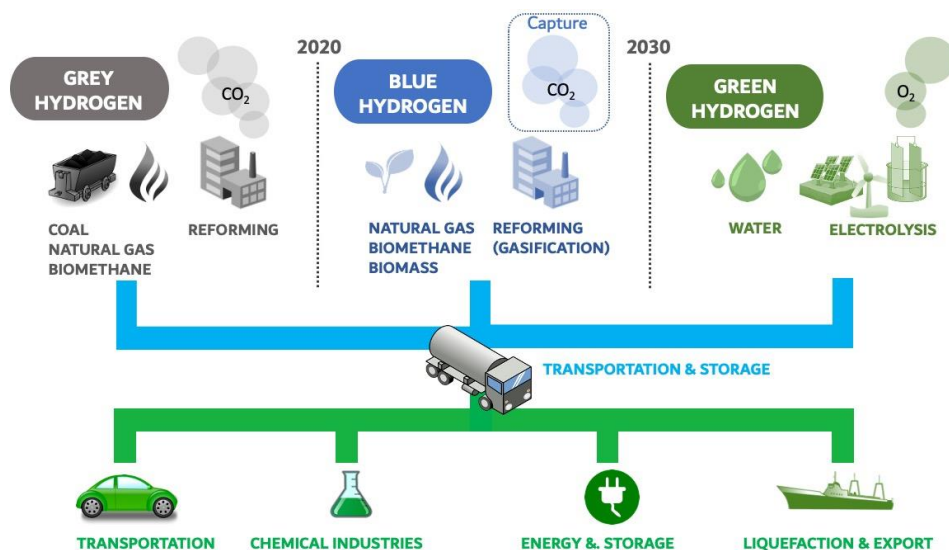 2020
2030
GREY
HYDROGEN
CO₂
COAL
NATURAL GAS
BIOMETHANE
REFORMING
BLUE
HYDROGEN
Capture
CO₂
NATURAL GAS
BIOMETHANE
BIOMASS
REFORMING
(GASIFICATION)
GREEN
HYDROGEN
O₂
WATER
ELECTROLYSIS
TRANSPORTATION & STORAGE
TRANSPORTATION
CHEMICAL INDUSTRIES
ENERGY &. STORAGE
LIQUEFACTION & EXPORT